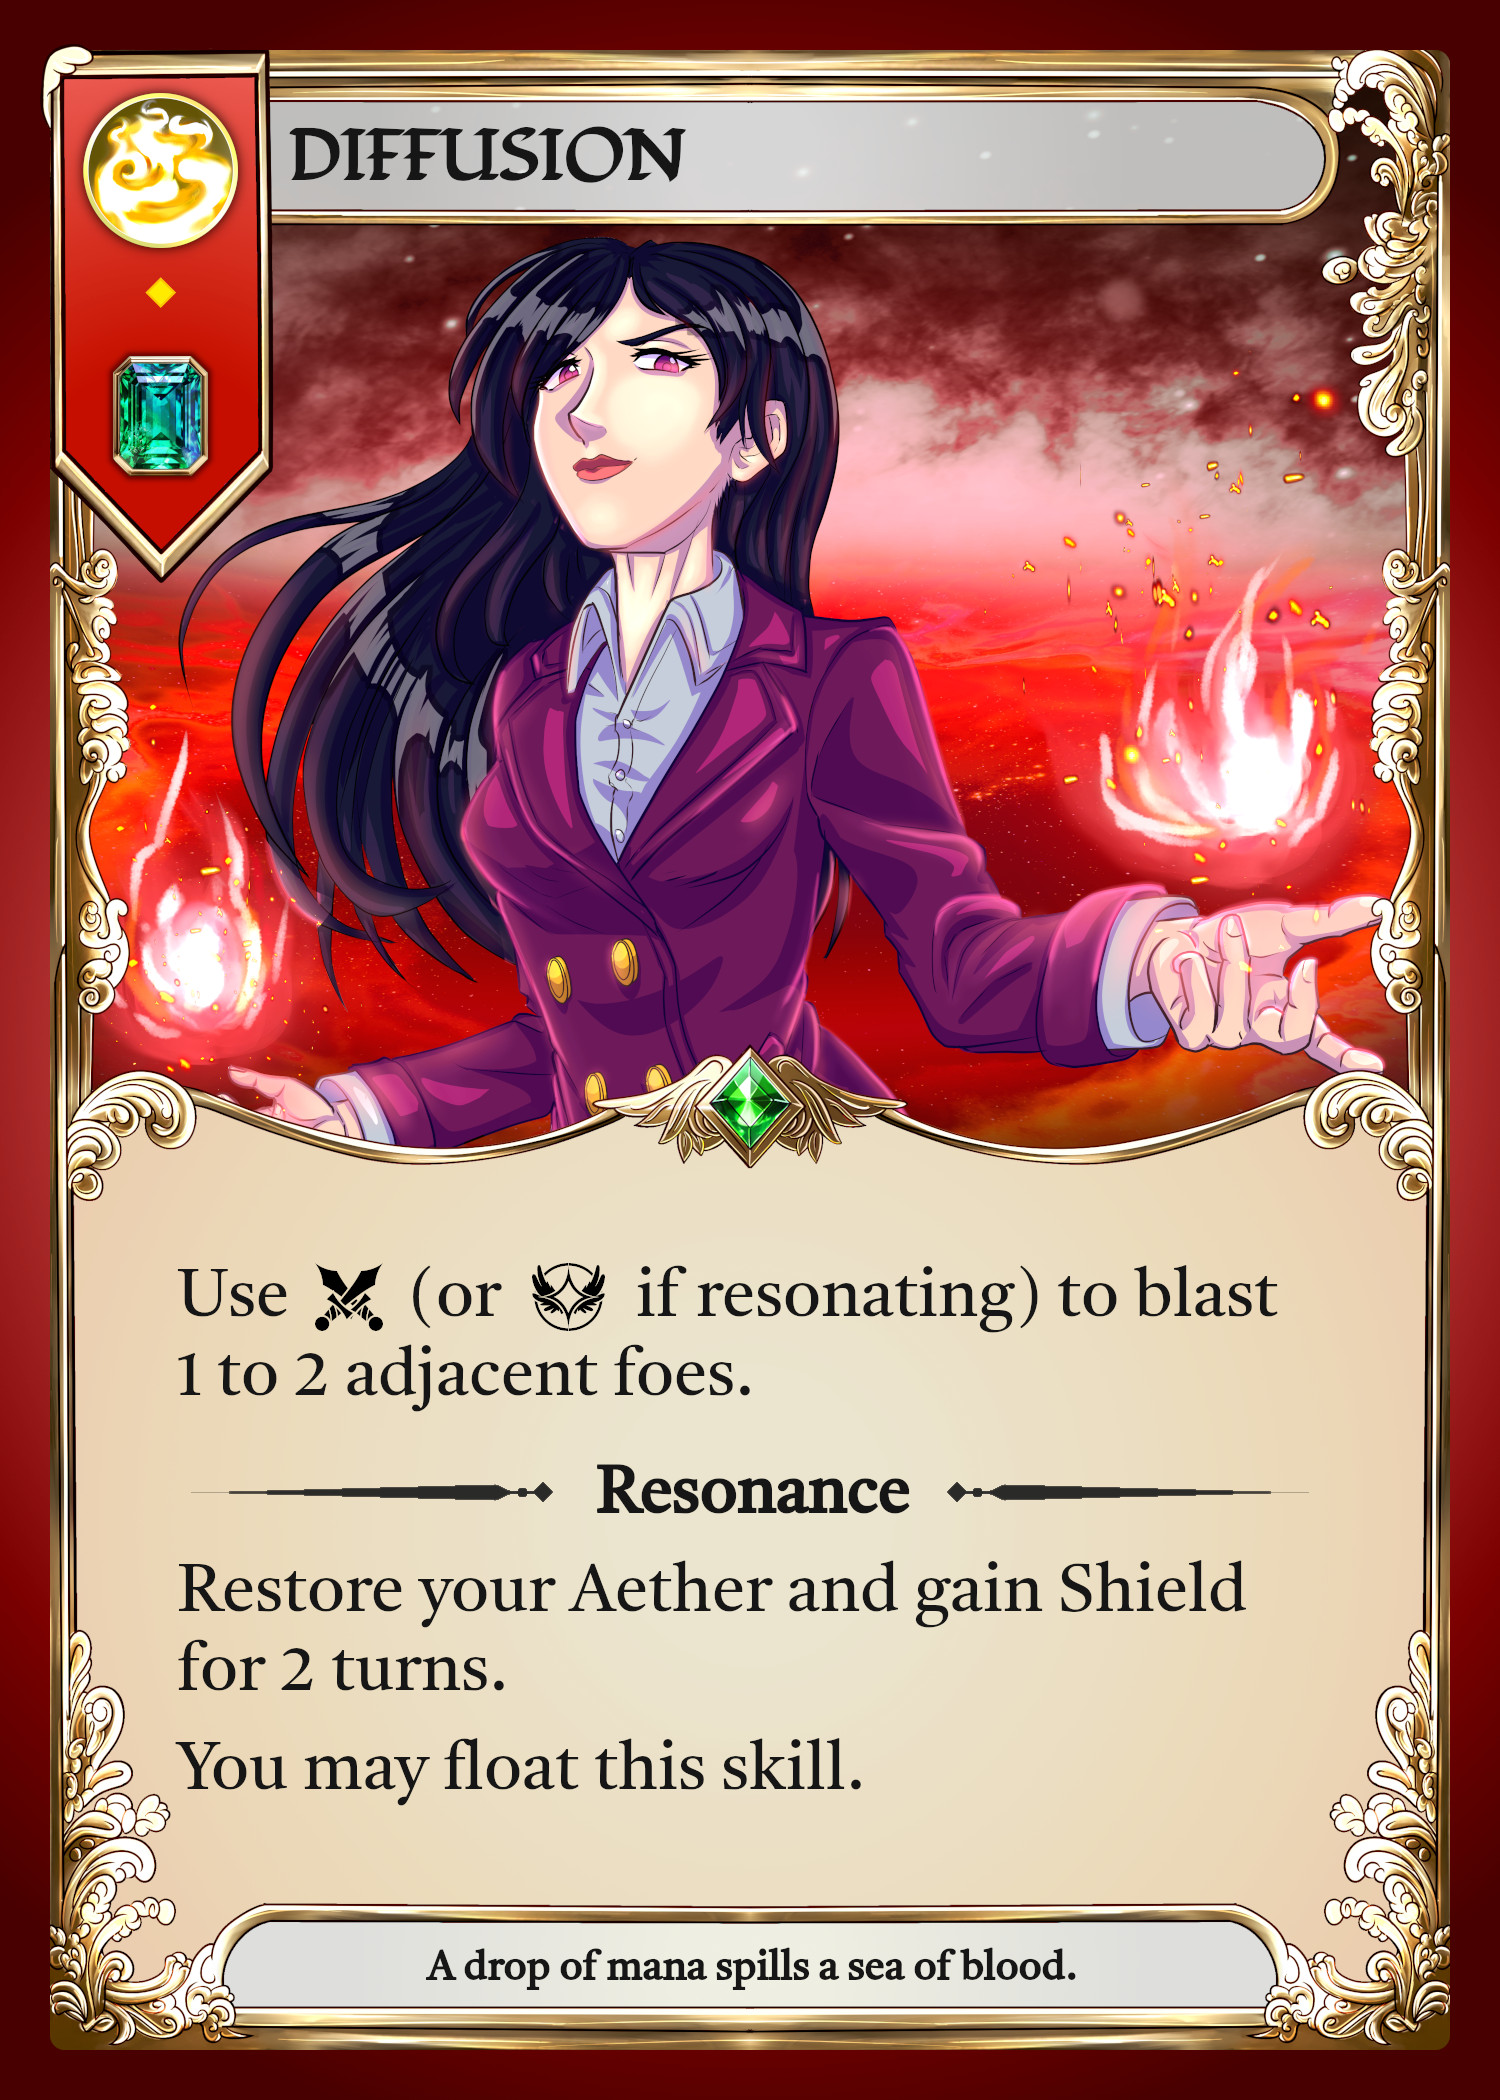 DIFFUSION
Use (or if resonating) to blast
1 to 2 adjacent foes.
Resonance
Restore your Aether and gain Shield
for 2 turns.
You may float this skill.
A drop of mana spills a sea of blood.